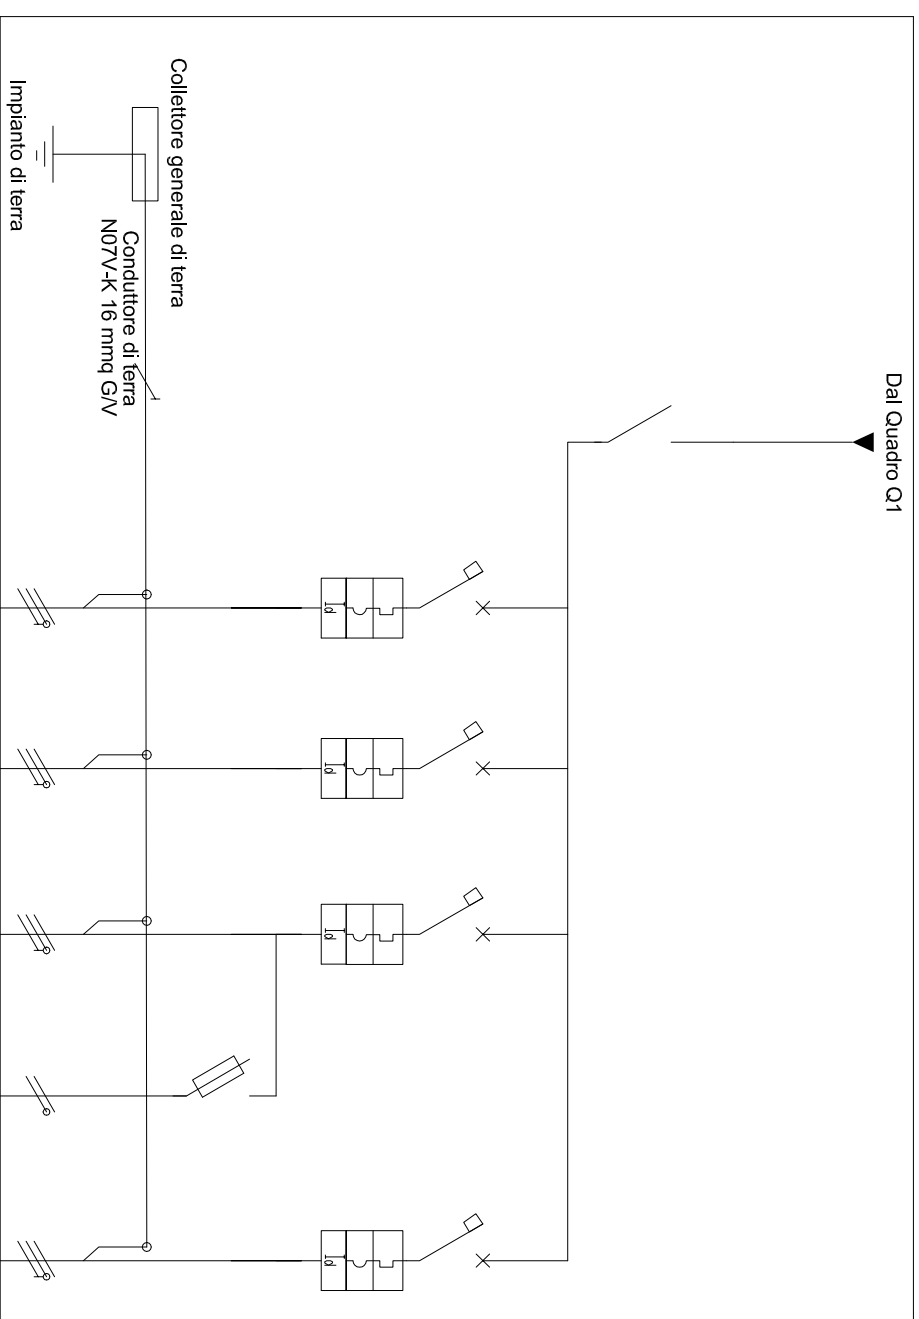 Dal Quadro Q1
Collettore generale di terra
Conduttore di terra
N07V-K 16 mmq G/V
Impianto di terra
Id
Id
Id
Id